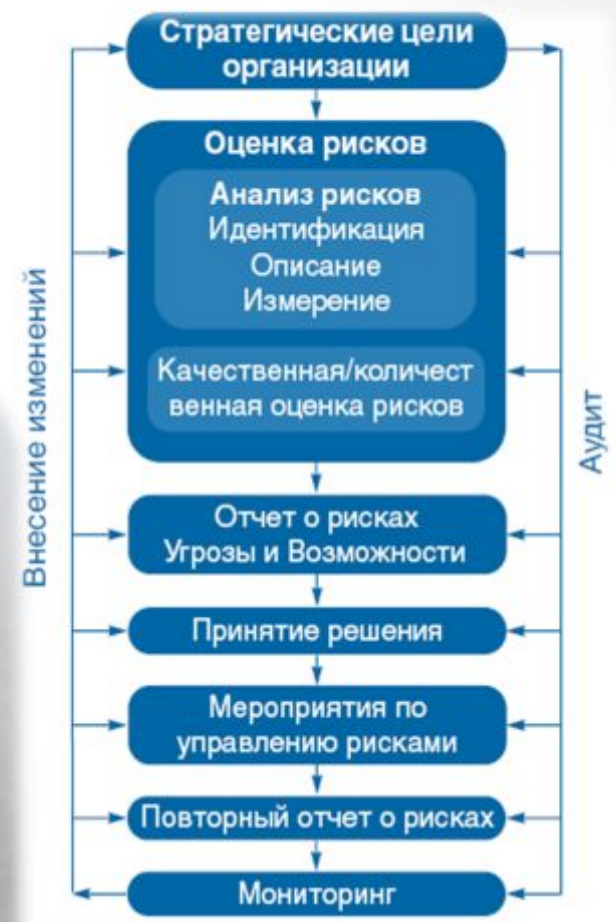 Стратегические цели
организации
Оценка рисков
Анализ рисков
Идентификация
Описание
Измерение
Качественная/количест
венная оценка рисков
Отчет о рисках
Угрозы и Возможности
Принятие решения
Мероприятия по
управлению рисками
Повторный отчет о рисках
Мониторинг
Внесение изменений
Аудит